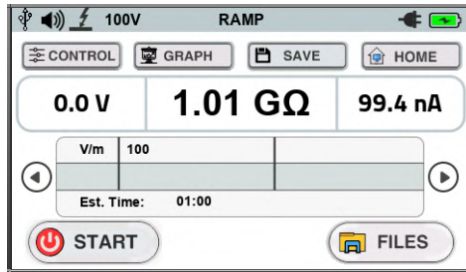 100V RAMP
CONTROL GRAPH SAVE HOME
0.0 V 1.01 GΩ 99.4 nA
V/m 100
Est. Time: 01:00
START FILES